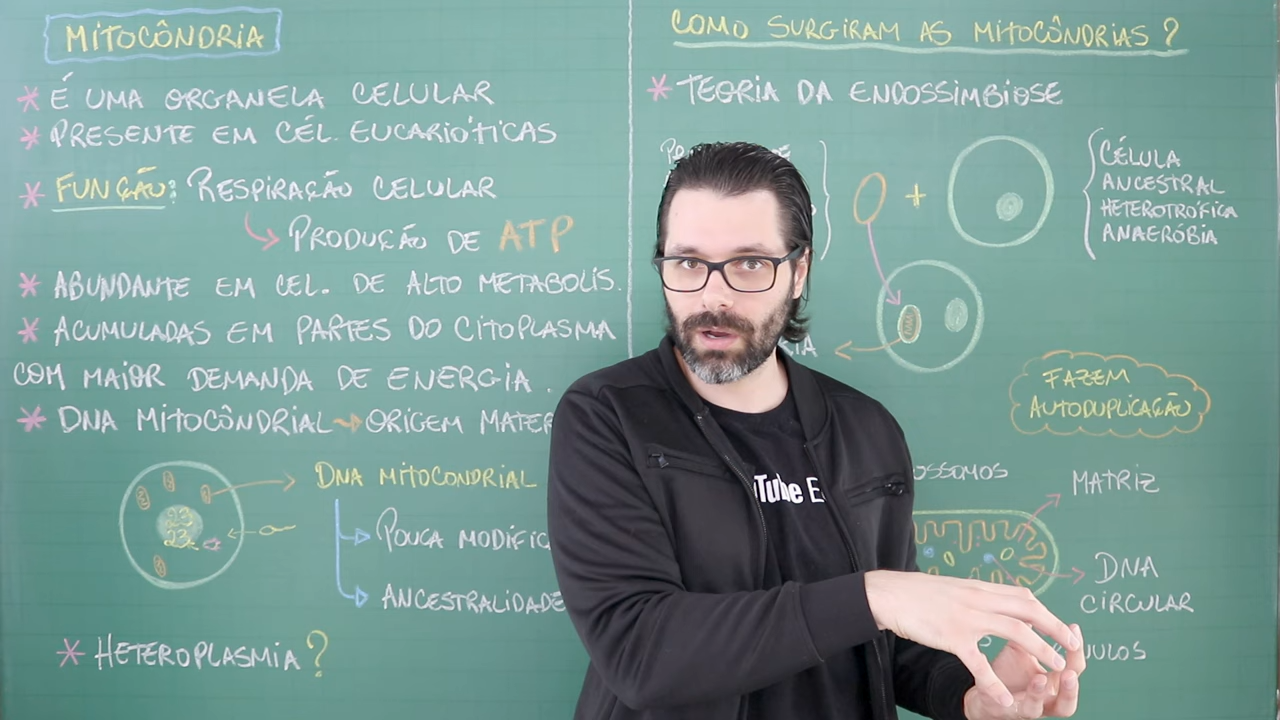 MITOCÔNDRIA
* É UMA ORGANELA CELULAR
* PRESENTE EM CÉL. EUCARIÓTICAS
* FUNÇÃO: RESPIRAÇÃO CELULAR
PRODUÇÃO DE ATP
* ABUNDANTE EM CEL. DE ALTO METABOLIS.
* ACUMULADAS EM PARTES DO CITOPLASMA
COM MAIOR DEMANDA DE ENERGIA.
* DNA MITOCÔNDRIAL → ORIGEM MATER
23
23
DNA MITOCONDRIAL
POUCA MODIFIC
ANCESTRALIDADE
* HETEROPLASMIA?
COMO SURGIRAM AS MITOCÔNDRIAS?
* TEORIA DA ENDOSSIMBIOSE
+
CÉLULA
ANCESTRAL
HETEROTRÓFICA
ANAERÓBIA
FAZEM
AUTODUPLICAÇÃO
OSSOMOS
MATRIZ
DNA
CIRCULAR
Tube E